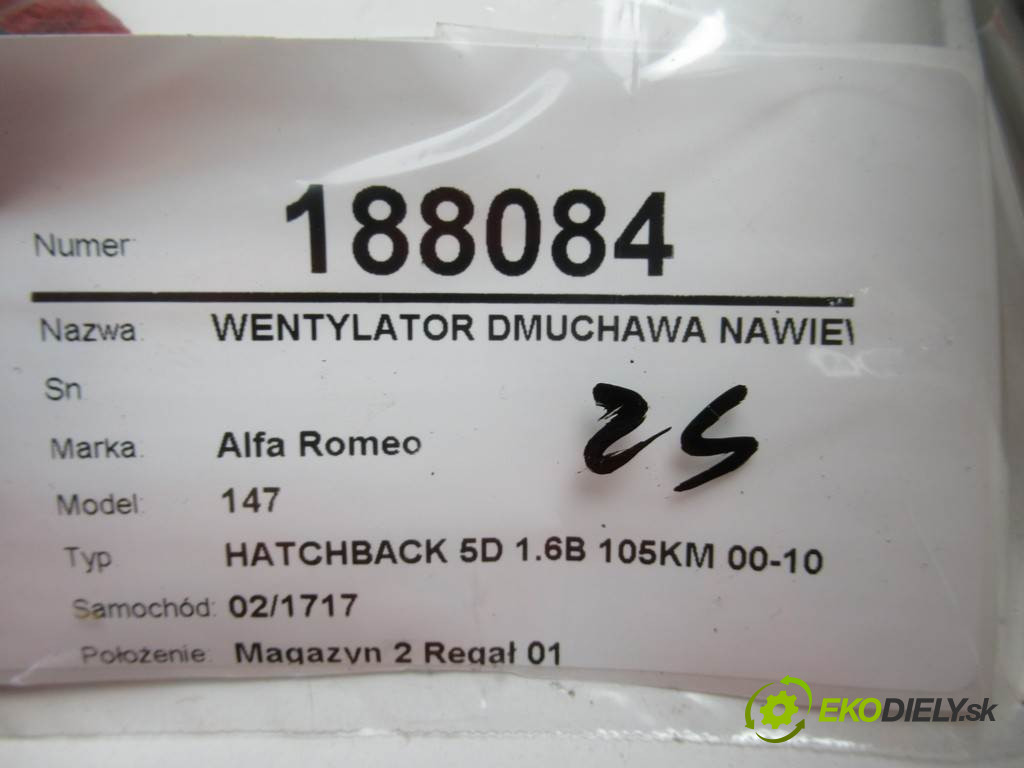 Numer: 188084
Nazwa: WENTYLATOR DMUCHAWA NAWIEW
Sn
Marka: Alfa Romeo
25
Model: 147
Typ HATCHBACK 5D 1.6B 105KM 00-10
Samochód: 02/1717
Położenie: Magazyn 2 Regał 01
EKODIELY.sk